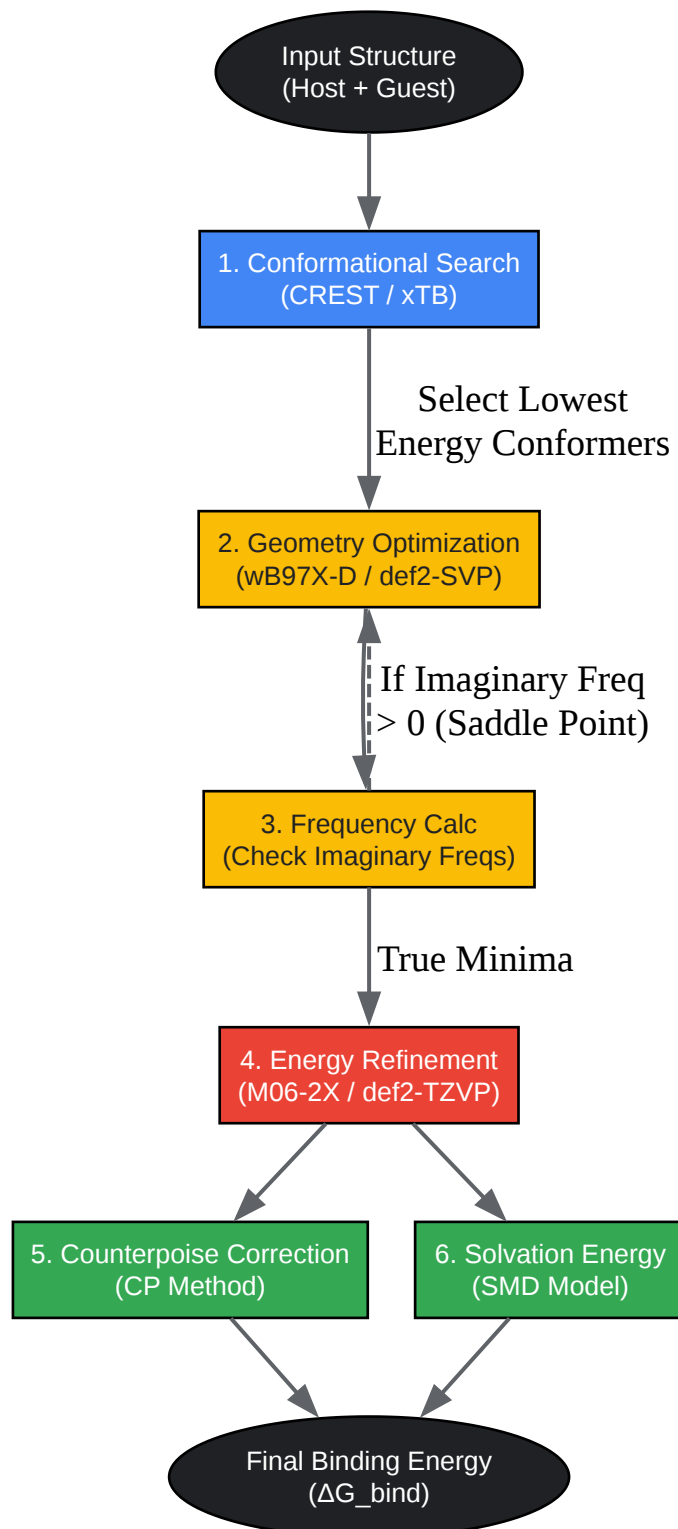 Input Structure
(Host + Guest)
1. Conformational Search
(CREST / xTB)
Select Lowest
Energy Conformers
2. Geometry Optimization
(wB97X-D / def2-SVP)
If Imaginary Freq
> 0 (Saddle Point)
3. Frequency Calc
(Check Imaginary Freqs)
True Minima
4. Energy Refinement
(M06-2X / def2-TZVP)
5. Counterpoise Correction
(CP Method)
6. Solvation Energy
(SMD Model)
Final Binding Energy
(ΔG_bind)